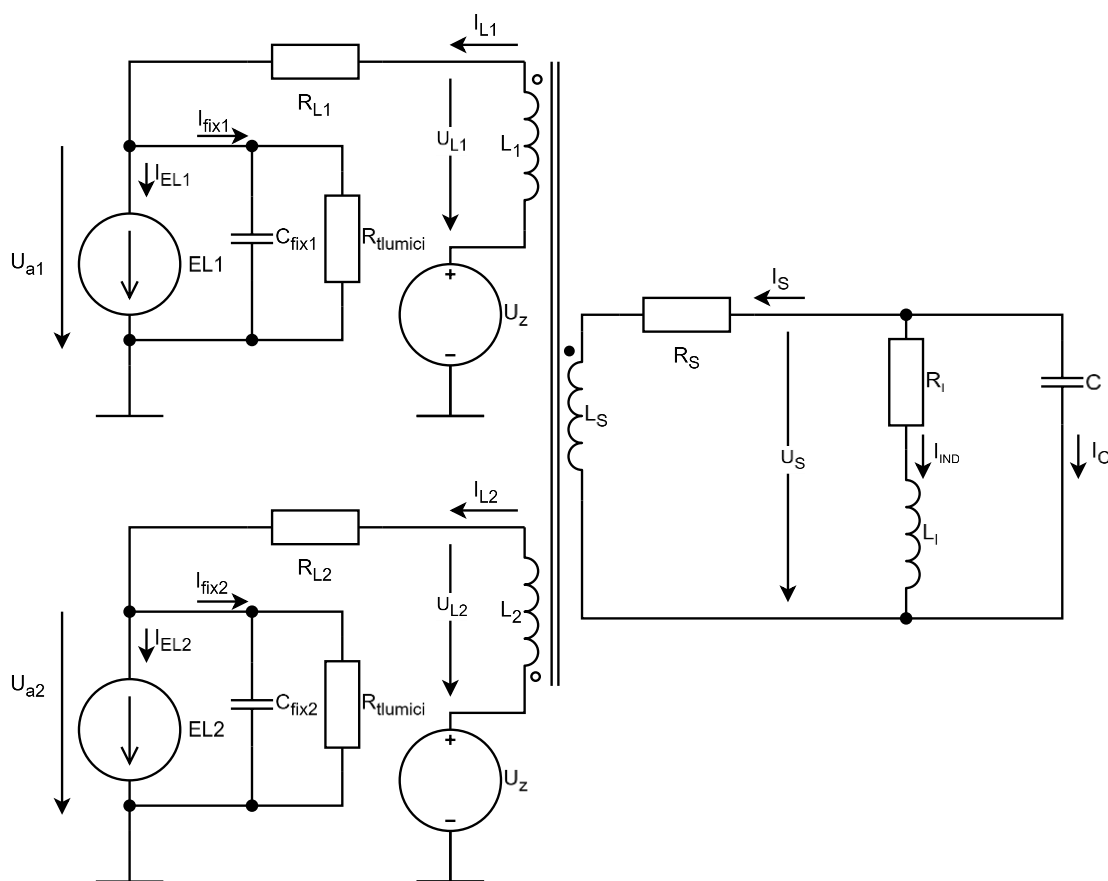 I_L1
R_L1
I_fix1
U_L1
L_1
I_EL1
U_a1
EL1
C_fix1
R_tlumici
+
U_z
−
I_S
R_S
L_S
U_S
R_I
I_IND
L_I
C
I_C
I_L2
R_L2
I_fix2
U_L2
L_2
I_EL2
U_a2
EL2
C_fix2
R_tlumici
+
U_z
−